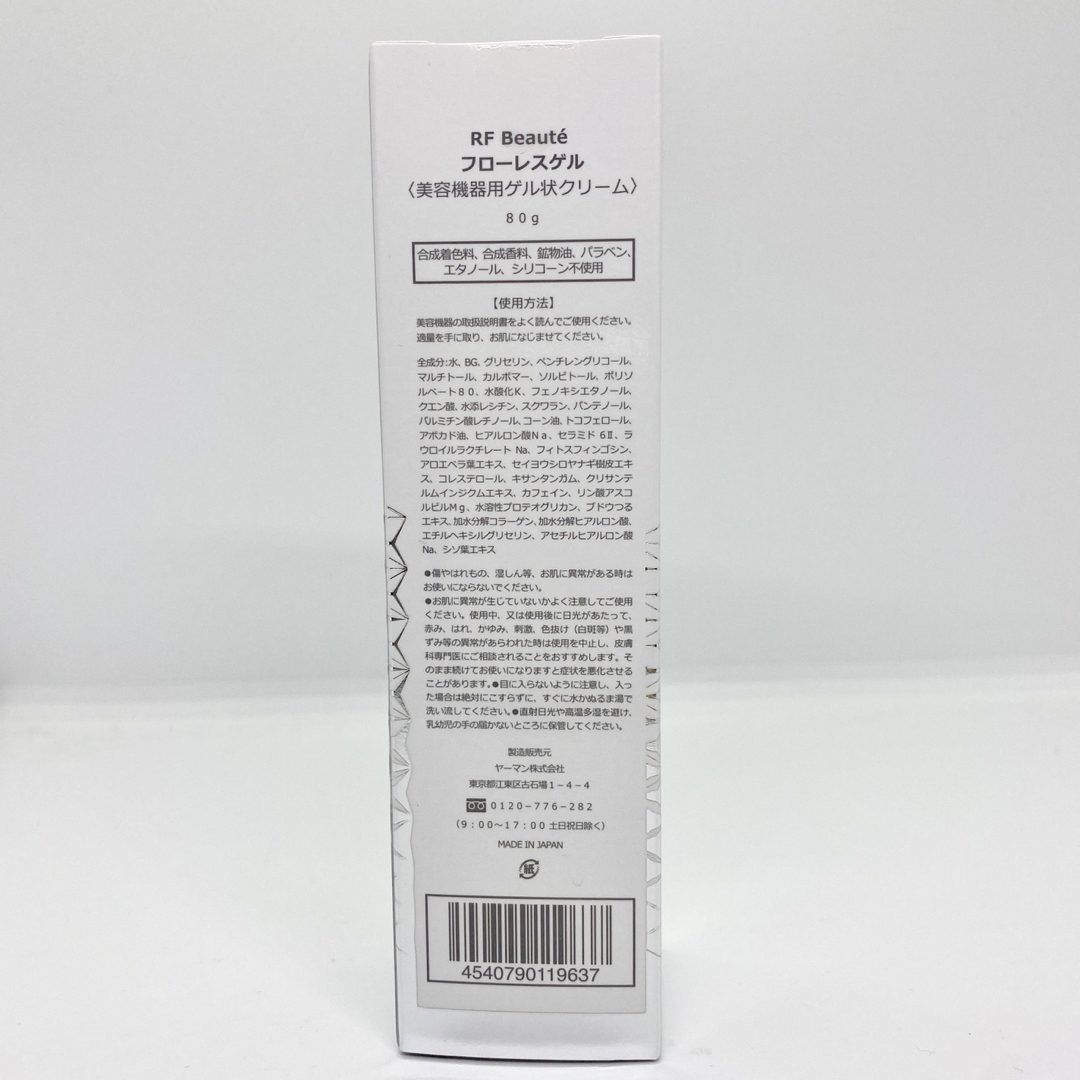 RF Beauté
フローレスゲル
〈美容機器用ゲル状クリーム〉
80g
合成着色料、合成香料、鉱物油、パラベン、
エタノール、シリコーン不使用
【使用方法】
美容機器の取扱説明書をよく読んでご使用ください。
適量を手に取り、お肌になじませてください。
全成分:水、BG、グリセリン、ペンチレングリコール、
マルチトール、カルボマー、ソルビトール、ポリソ
ルベート80、水酸化K、フェノキシエタノール、
クエン酸、水添レシチン、スクワラン、パンテノール、
パルミチン酸レチノール、コーン油、トコフェロール、
アボカド油、ヒアルロン酸Na、セラミド 6Ⅱ、ラ
ウロイルラクチレート Na、フィトスフィンゴシン、
アロエベラ葉エキス、セイヨウシロヤナギ樹皮エキ
ス、コレステロール、キサンタンガム、クリサンテ
ルムインジクムエキス、カフェイン、リン酸アスコ
ルビルMg、水溶性プロテオグリカン、ブドウつる
エキス、加水分解コラーゲン、加水分解ヒアルロン酸、
エチルヘキシルグリセリン、アセチルヒアルロン酸
Na、シソ葉エキス
●傷やはれもの、湿しん等、お肌に異常がある時は
お使いにならないでください。
●お肌に異常が生じていないかよく注意してご使用
ください。使用中、又は使用後に日光があたって、
赤み、はれ、かゆみ、刺激、色抜け（白斑等）や黒
ずみ等の異常があらわれた時は使用を中止し、皮膚
科専門医にご相談されることをおすすめします。そ
のまま続けてお使いになりますと症状を悪化させる
ことがあります。●目に入らないように注意し、入っ
た場合は絶対にこすらずに、すぐに水かぬるま湯で
洗い流してください。●直射日光や高温多湿を避け、
乳幼児の手の届かないところに保管してください。
製造販売元
ヤーマン株式会社
東京都江東区古石場1－4－4
0120−776−282
（9：00〜17：00 土日祝日除く）
MADE IN JAPAN
紙
4540790119637